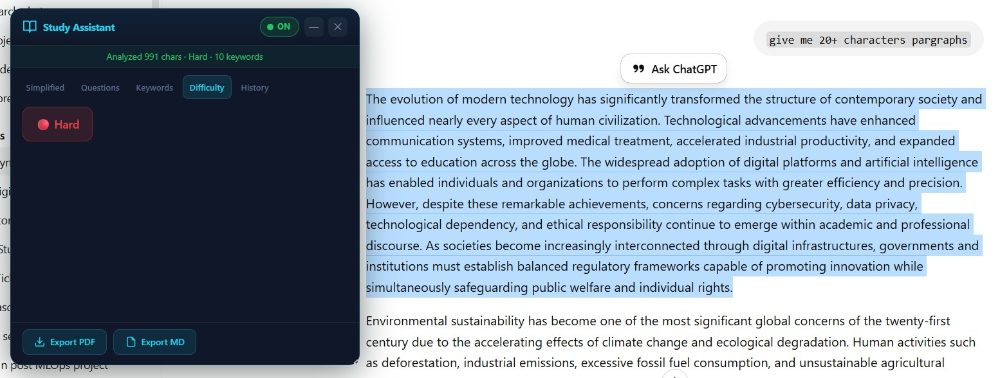 Study Assistant
ON
Analyzed 991 chars · Hard · 10 keywords
Simplified Questions Keywords Difficulty History
Hard
Export PDF Export MD
n post MLOps project
give me 20+ characters pargraphs
Ask ChatGPT
The evolution of modern technology has significantly transformed the structure of contemporary society and
influenced nearly every aspect of human civilization. Technological advancements have enhanced
communication systems, improved medical treatment, accelerated industrial productivity, and expanded
access to education across the globe. The widespread adoption of digital platforms and artificial intelligence
has enabled individuals and organizations to perform complex tasks with greater efficiency and precision.
However, despite these remarkable achievements, concerns regarding cybersecurity, data privacy,
technological dependency, and ethical responsibility continue to emerge within academic and professional
discourse. As societies become increasingly interconnected through digital infrastructures, governments and
institutions must establish balanced regulatory frameworks capable of promoting innovation while
simultaneously safeguarding public welfare and individual rights.
Environmental sustainability has become one of the most significant global concerns of the twenty-first
century due to the accelerating effects of climate change and ecological degradation. Human activities such
as deforestation, industrial emissions, excessive fossil fuel consumption, and unsustainable agricultural